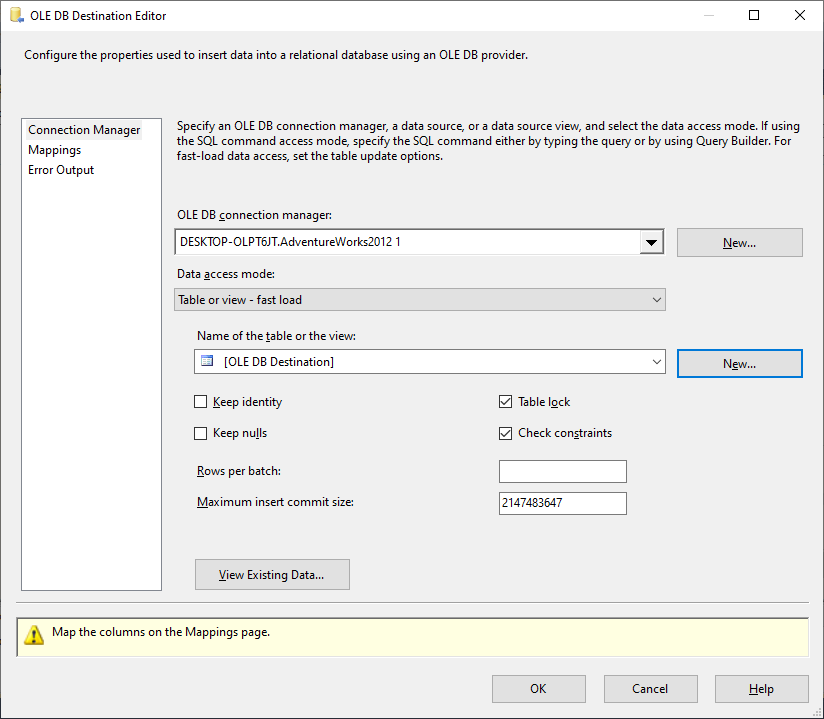 OLE DB Destination Editor
Configure the properties used to insert data into a relational database using an OLE DB provider.
Connection Manager
Mappings
Error Output
Specify an OLE DB connection manager, a data source, or a data source view, and select the data access mode. If using
the SQL command access mode, specify the SQL command either by typing the query or by using Query Builder. For
fast-load data access, set the table update options.
OLE DB connection manager:
DESKTOP-OLPT6JT.AdventureWorks2012 1
New...
Data access mode:
Table or view - fast load
Name of the table or the view:
[OLE DB Destination]
New...
Keep identity
Table lock
Keep nulls
Check constraints
Rows per batch:
Maximum insert commit size:
2147483647
View Existing Data...
Map the columns on the Mappings page.
OK
Cancel
Help